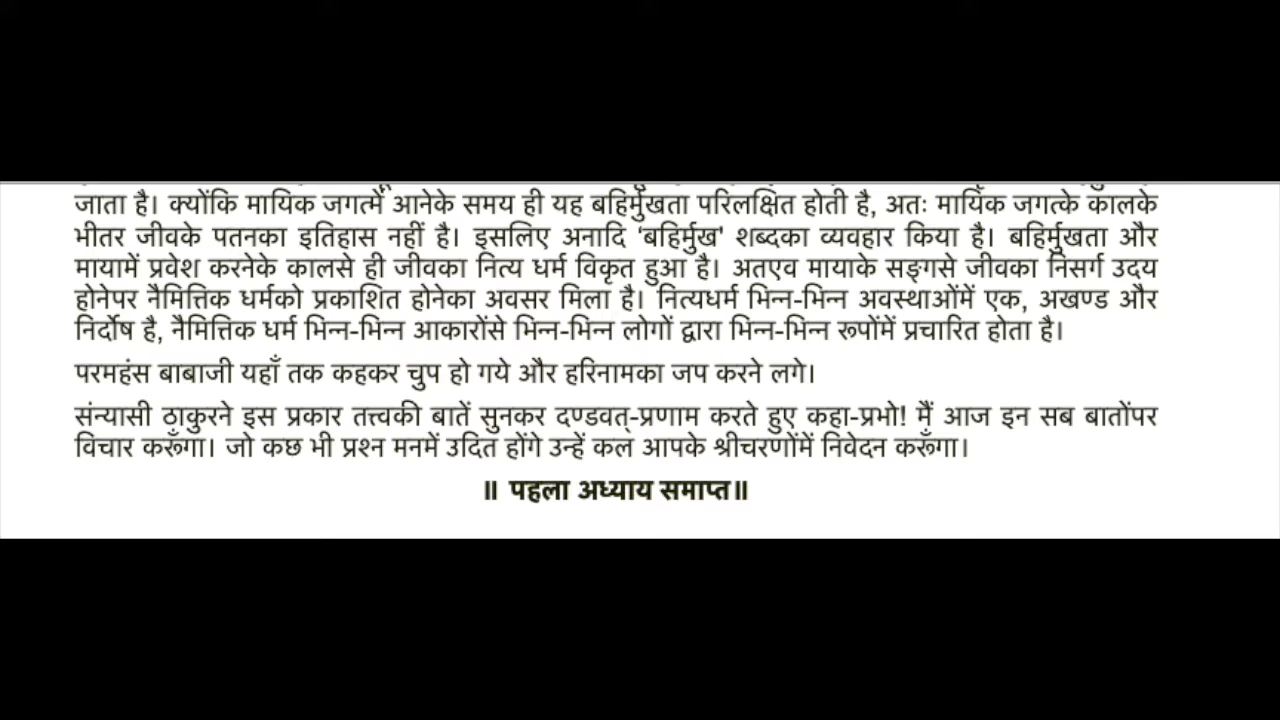 जाता है। क्योंकि मायिक जगत्में आनेके समय ही यह बहिर्मुखता परिलक्षित होती है, अतः मायिक जगत्के कालके
भीतर जीवके पतनका इतिहास नहीं है। इसलिए अनादि 'बहिर्मुख' शब्दका व्यवहार किया है। बहिर्मुखता और
मायामें प्रवेश करनेके कालसे ही जीवका नित्य धर्म विकृत हुआ है। अतएव मायाके सङ्गसे जीवका निसर्ग उदय
होनेपर नैमित्तिक धर्मको प्रकाशित होनेका अवसर मिला है। नित्यधर्म भिन्न-भिन्न अवस्थाओंमें एक, अखण्ड और
निर्दोष है, नैमित्तिक धर्म भिन्न-भिन्न आकारोंसे भिन्न-भिन्न लोगों द्वारा भिन्न-भिन्न रूपोंमें प्रचारित होता है।
परमहंस बाबाजी यहाँ तक कहकर चुप हो गये और हरिनामका जप करने लगे।
संन्यासी ठाकुरने इस प्रकार तत्त्वकी बातें सुनकर दण्डवत्-प्रणाम करते हुए कहा-प्रभो! मैं आज इन सब बातोंपर
विचार करूँगा। जो कछ भी प्रश्न मनमें उदित होंगे उन्हें कल आपके श्रीचरणोंमें निवेदन करूँगा।
॥ पहला अध्याय समाप्त॥